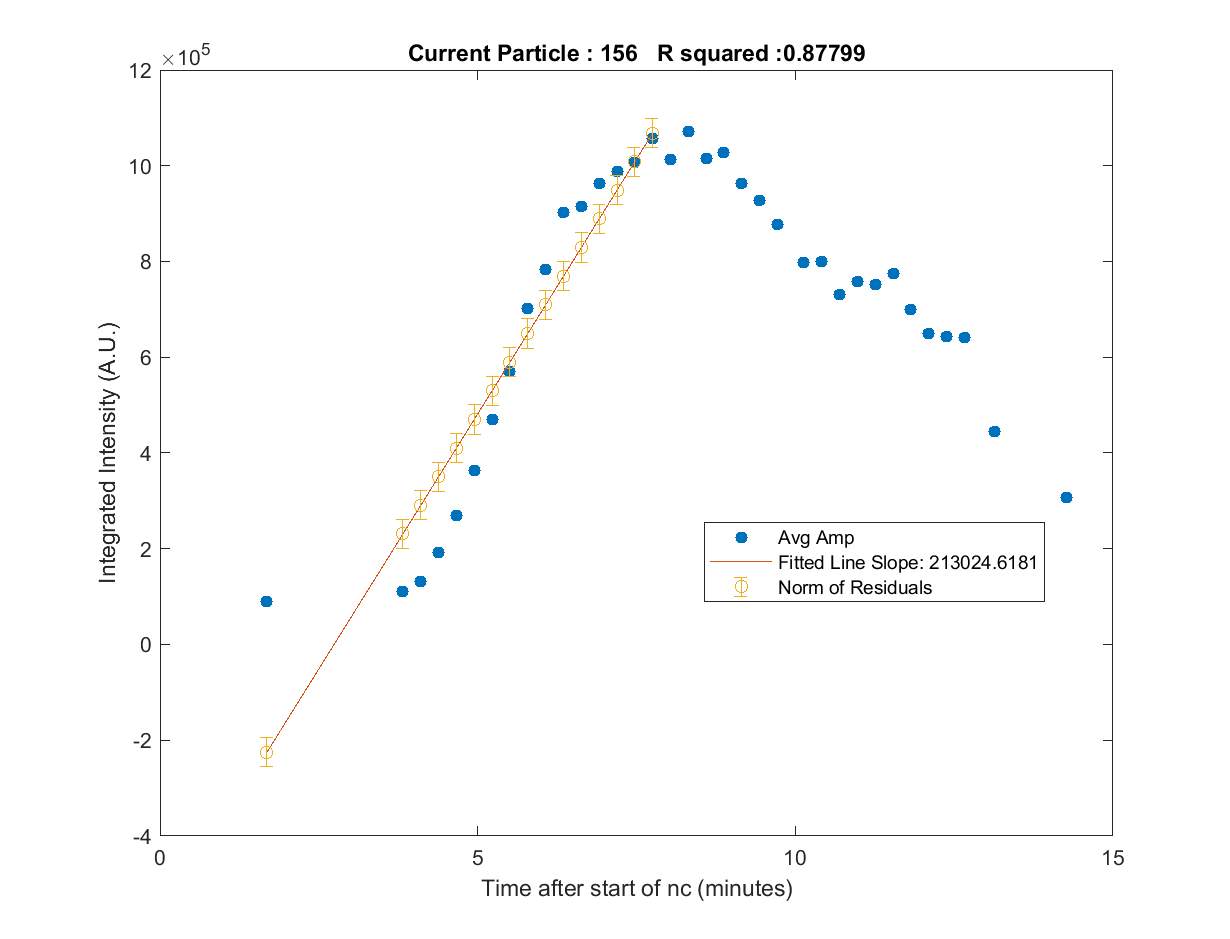 Current Particle : 156 R squared :0.87799
×10^5
12
10
8
6
4
2
0
-2
-4
Integrated Intensity (A.U.)
Avg Amp
Fitted Line Slope: 213024.6181
Norm of Residuals
0 5 10 15
Time after start of nc (minutes)